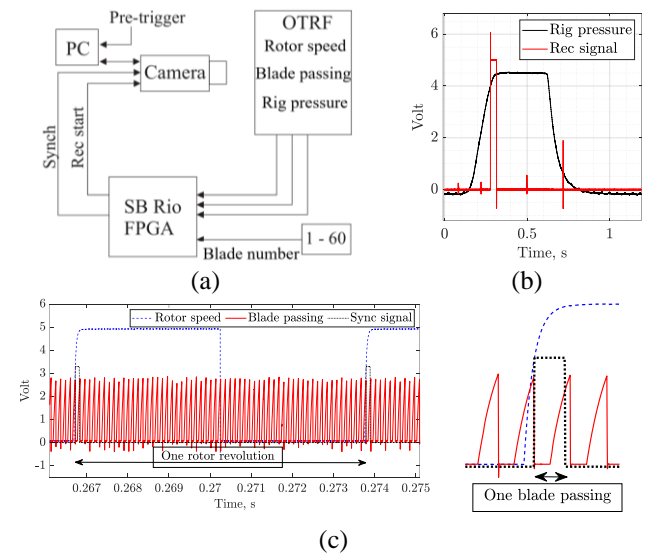 (a)
Pre-trigger
PC
Camera
Synch
Rec start
OTRF
Rotor speed
Blade passing
Rig pressure
SB Rio
FPGA
1 - 60
Blade number
(a)
(b)
Rig pressure
Rec signal
Volt
6
4
2
0
0
0.5
1
Time, s
(b)
(c)
Rotor speed
Blade passing
Sync signal
Volt
6
5
4
3
2
1
0
-1
One rotor revolution
0.267
0.268
0.269
0.27
0.271
0.272
0.273
0.274
0.275
Time, s
One blade passing
(c)